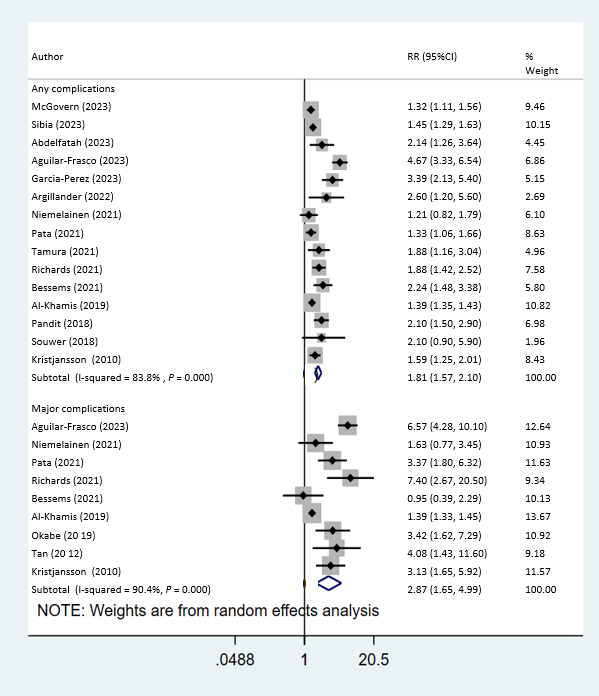 Author RR (95%CI) %
Weight
Any complications
McGovern (2023) 1.32 (1.11, 1.56) 9.46
Sibia (2023) 1.45 (1.29, 1.63) 10.15
Abdelfatah (2023) 2.14 (1.26, 3.64) 4.45
Aguilar-Frasco (2023) 4.67 (3.33, 6.54) 6.86
Garcia-Perez (2023) 3.39 (2.13, 5.40) 5.15
Argillander (2022) 2.60 (1.20, 5.60) 2.69
Niemelainen (2021) 1.21 (0.82, 1.79) 6.10
Pata (2021) 1.33 (1.06, 1.66) 8.63
Tamura (2021) 1.88 (1.16, 3.04) 4.96
Richards (2021) 1.88 (1.42, 2.52) 7.58
Bessems (2021) 2.24 (1.48, 3.38) 5.80
Al-Khamis (2019) 1.39 (1.35, 1.43) 10.82
Pandit (2018) 2.10 (1.50, 2.90) 6.98
Souwer (2018) 2.10 (0.90, 5.90) 1.96
Kristjansson (2010) 1.59 (1.25, 2.01) 8.43
Subtotal (I-squared = 83.8% , P = 0.000) 1.81 (1.57, 2.10) 100.00
Major complications
Aguilar-Frasco (2023) 6.57 (4.28, 10.10) 12.64
Niemelainen (2021) 1.63 (0.77, 3.45) 10.93
Pata (2021) 3.37 (1.80, 6.32) 11.63
Richards (2021) 7.40 (2.67, 20.50) 9.34
Bessems (2021) 0.95 (0.39, 2.29) 10.13
Al-Khamis (2019) 1.39 (1.33, 1.45) 13.67
Okabe (20 19) 3.42 (1.62, 7.29) 10.92
Tan (20 12) 4.08 (1.43, 11.60) 9.18
Kristjansson (2010) 3.13 (1.65, 5.92) 11.57
Subtotal (I-squared = 90.4%, P = 0.000) 2.87 (1.65, 4.99) 100.00
NOTE: Weights are from random effects analysis
.0488 1 20.5